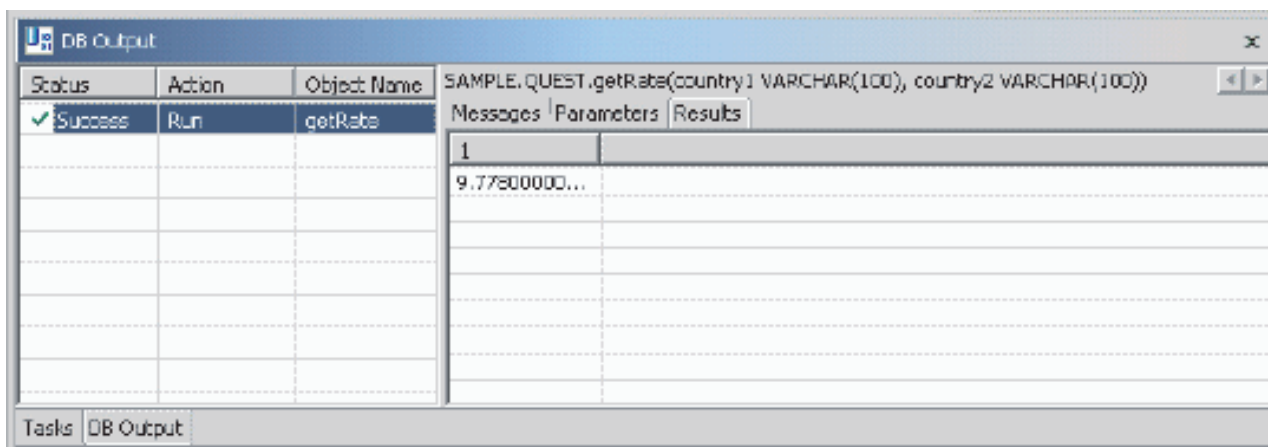 DB Output
Status Action Object Name
Success Run getRate
SAMPLE.QUEST.getRate(country1 VARCHAR(100), country2 VARCHAR(100))
Messages Parameters Results
1
9.77800000...
Tasks DB Output